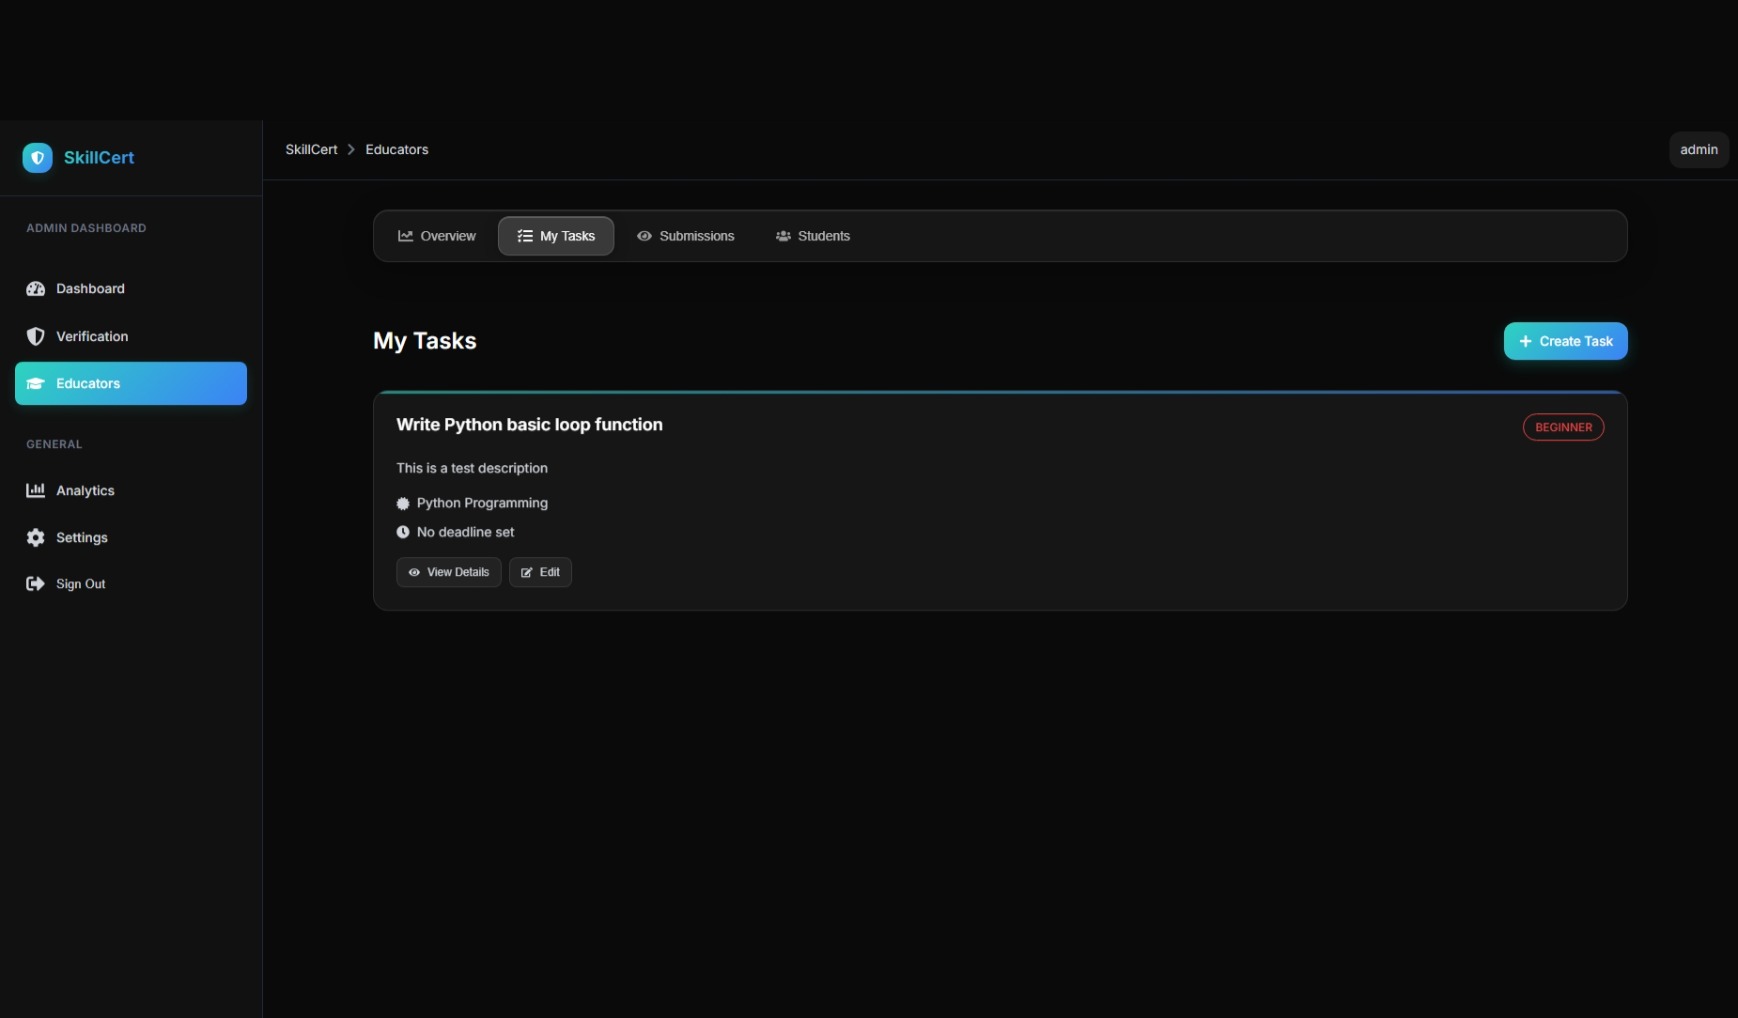 SkillCert
SkillCert > Educators
admin
ADMIN DASHBOARD
Dashboard
Verification
Educators
GENERAL
Analytics
Settings
Sign Out
Overview
My Tasks
Submissions
Students
My Tasks
+ Create Task
Write Python basic loop function
BEGINNER
This is a test description
Python Programming
No deadline set
View Details
Edit